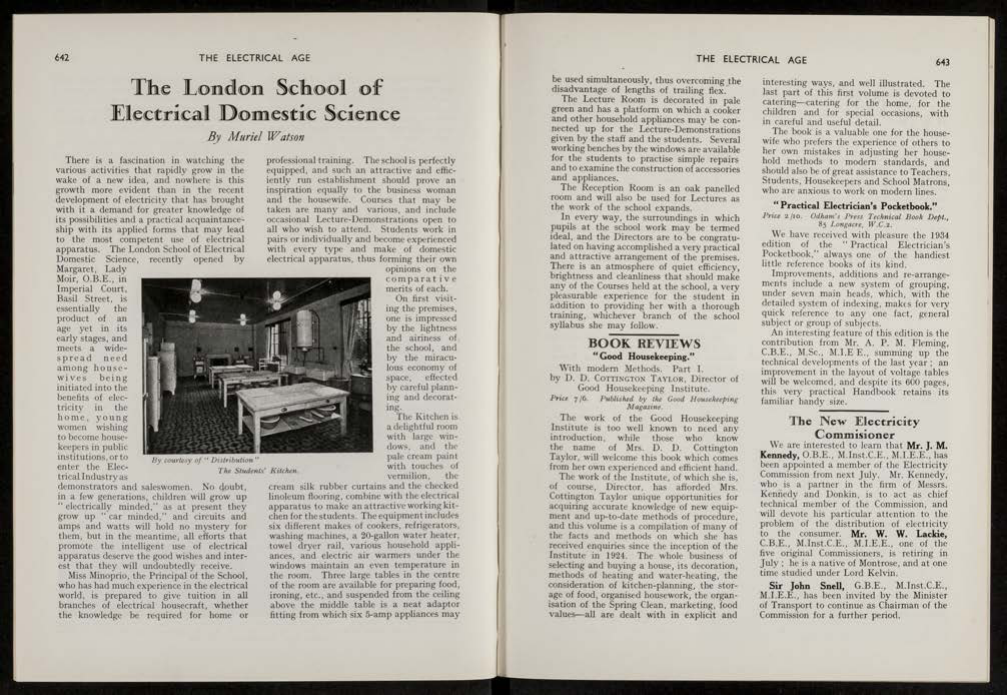 642
THE ELECTRICAL AGE
The London School of
Electrical Domestic Science
By Muriel Watson
There is a fascination in watching the
various activities that rapidly grow in the
wake of a new idea, and nowhere is this
growth more evident than in the recent
development of electricity that has brought
with it a demand for greater knowledge of
its possibilities and a practical acquaintance-
ship with its applied forms that may lead
to the most competent use of electrical
apparatus. The London School of Electrical
Domestic Science, recently opened by
Margaret, Lady
Moir, O.B.E., in
Imperial Court,
Basil Street, is
essentially the
product of an
age yet in its
early stages, and
meets a wide-
spread need
among house-
wives being
initiated into the
benefits of elec-
tricity in the
home, young
women wishing
to become house-
keepers in public
institutions, or to
enter the Elec-
trical Industry as
demonstrators and saleswomen. No doubt,
in a few generations, children will grow up
" electrically minded," as at present they
grow up " car minded," and circuits and
amps and watts will hold no mystery for
them, but in the meantime, all efforts that
promote the intelligent use of electrical
apparatus deserve the good wishes and inter-
est that they will undoubtedly receive.
Miss Minoprio, the Principal of the School,
who has had much experience in the electrical
world, is prepared to give tuition in all
branches of electrical housecraft, whether
the knowledge be required for home or
professional training. The school is perfectly
equipped, and such an attractive and effic-
iently run establishment should prove an
inspiration equally to the business woman
and the housewife. Courses that may be
taken are many and various, and include
occasional Lecture-Demonstrations open to
all who wish to attend. Students work in
pairs or individually and become experienced
with every type and make of domestic
electrical apparatus, thus forming their own
opinions on the
comparative
merits of each.
On first visit-
ing the premises,
one is impressed
by the lightness
and airiness of
the school, and
by the miracu-
lous economy of
space, effected
by careful plann-
ing and decorat-
ing.
The Kitchen is
a delightful room
with large win-
dows, and the
pale cream paint
with touches of
vermilion, the
By courtesy of " Distribution "
The Students' Kitchen.
cream silk rubber curtains and the checked
linoleum flooring, combine with the electrical
apparatus to make an attractive working kit-
chen for the students. The equipment includes
six different makes of cookers, refrigerators,
washing machines, a 20-gallon water heater,
towel dryer rail, various household appli-
ances, and electric air warmers under the
windows maintain an even temperature in
the room. Three large tables in the centre
of the room are available for preparing food,
ironing, etc., and suspended from the ceiling
above the middle table is a neat adaptor
fitting from which six 5-amp appliances may
THE ELECTRICAL AGE
643
be used simultaneously, thus overcoming the
disadvantage of lengths of trailing flex.
The Lecture Room is decorated in pale
green and has a platform on which a cooker
and other household appliances may be con-
nected up for the Lecture-Demonstrations
given by the staff and the students. Several
working benches by the windows are available
for the students to practise simple repairs
and to examine the construction of accessories
and appliances.
The Reception Room is an oak panelled
room and will also be used for Lectures as
the work of the school expands.
In every way, the surroundings in which
pupils at the school work may be termed
ideal, and the Directors are to be congratu-
lated on having accomplished a very practical
and attractive arrangement of the premises.
There is an atmosphere of quiet efficiency,
brightness and cleanliness that should make
any of the Courses held at the school, a very
pleasurable experience for the student in
addition to providing her with a thorough
training, whichever branch of the school
syllabus she may follow.
BOOK REVIEWS
"Good Housekeeping."
With modern Methods. Part I.
by D. D. COTTINGTON TAYLOR, Director of
Good Housekeeping Institute.
Price 7/6. Published by the Good Housekeeping
Magazine.
The work of the Good Housekeeping
Institute is too well known to need any
introduction, while those who know
the name of Mrs. D. D. Cottington
Taylor, will welcome this book which comes
from her own experienced and efficient hand.
The work of the Institute, of which she is,
of course, Director, has afforded Mrs.
Cottington Taylor unique opportunities for
acquiring accurate knowledge of new equip-
ment and up-to-date methods of procedure,
and this volume is a compilation of many of
the facts and methods on which she has
received enquiries since the inception of the
Institute in 1924. The whole business of
selecting and buying a house, its decoration,
methods of heating and water-heating, the
consideration of kitchen-planning, the stor-
age of food, organised housework, the organ-
isation of the Spring Clean, marketing, food
values—all are dealt with in explicit and
interesting ways, and well illustrated. The
last part of this first volume is devoted to
catering—catering for the home, for the
children and for special occasions, with
in careful and useful detail.
The book is a valuable one for the house-
wife who prefers the experience of others to
her own mistakes in adjusting her house-
hold methods to modern standards, and
should also be of great assistance to Teachers,
Students, Housekeepers and School Matrons,
who are anxious to work on modern lines.
"Practical Electrician's Pocketbook."
Price 2/10. Odham's Press Technical Book Dept.,
85 Longacre, W.C.2.
We have received with pleasure the 1934
edition of the " Practical Electrician's
Pocketbook," always one of the handiest
little reference books of its kind.
Improvements, additions and re-arrange-
ments include a new system of grouping,
under seven main heads, which, with the
detailed system of indexing, makes for very
quick reference to any one fact, general
subject or group of subjects.
An interesting feature of this edition is the
contribution from Mr. A. P. M. Fleming,
C.B.E., M.Sc., M.I.E E., summing up the
technical developments of the last year ; an
improvement in the layout of voltage tables
will be welcomed, and despite its 600 pages,
this very practical Handbook retains its
familiar handy size.
The New Electricity
Commisioner
We are interested to learn that Mr. J. M.
Kennedy, O.B.E., M.Inst.C.E., M.I.E.E., has
been appointed a member of the Electricity
Commission from next July. Mr. Kennedy,
who is a partner in the firm of Messrs.
Kennedy and Donkin, is to act as chief
technical member of the Commission, and
will devote his particular attention to the
problem of the distribution of electricity
to the consumer. Mr. W. W. Lackie,
C.B.E., M.Inst.C.E., M.I.E.E., one of the
five original Commissioners, is retiring in
July ; he is a native of Montrose, and at one
time studied under Lord Kelvin.
Sir John Snell, G.B.E., M.Inst.C.E.,
M.I.E.E., has been invited by the Minister
of Transport to continue as Chairman of the
Commission for a further period.